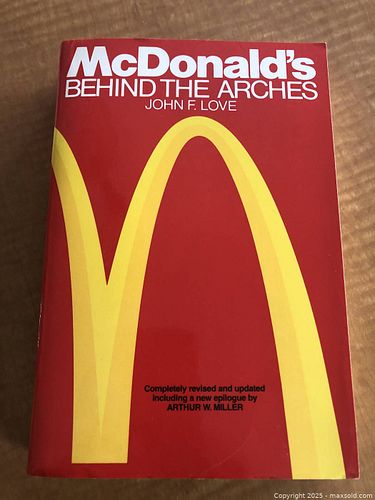 McDonald's
BEHIND THE ARCHES
JOHN F. LOVE
Completely revised and updated
including a new epilogue by
ARTHUR W. MILLER
Copyright © 2025 - maxsold.com